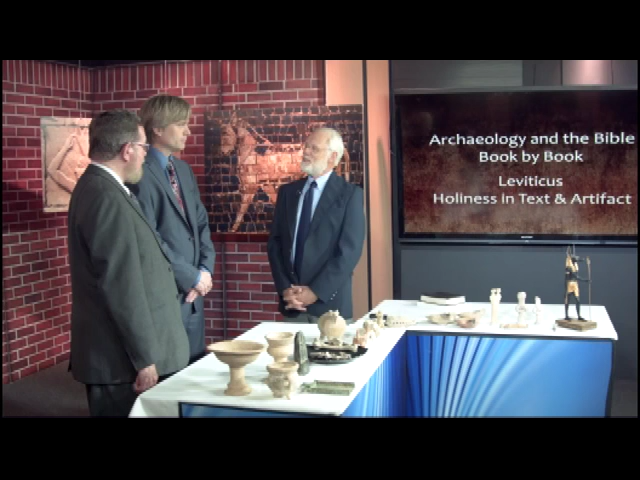 Archaeology and the Bible
Book by Book
Leviticus
Holiness in Text & Artifact